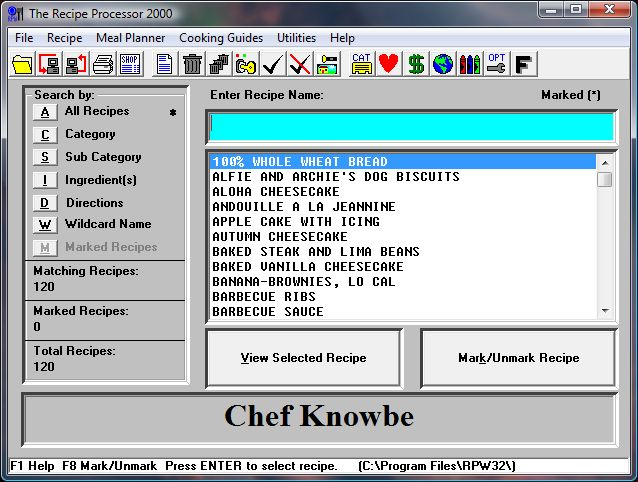 The Recipe Processor 2000
File Recipe Meal Planner Cooking Guides Utilities Help
SHOP CAT $ OPT F
Search by:
A All Recipes *
C Category
S Sub Category
I Ingredient(s)
D Directions
W Wildcard Name
M Marked Recipes
Matching Recipes:
120
Marked Recipes:
0
Total Recipes:
120
Enter Recipe Name: Marked (*)
100% WHOLE WHEAT BREAD
ALFIE AND ARCHIE'S DOG BISCUITS
ALOHA CHEESECAKE
ANDOUILLE A LA JEANNINE
APPLE CAKE WITH ICING
AUTUMN CHEESECAKE
BAKED STEAK AND LIMA BEANS
BAKED VANILLA CHEESECAKE
BANANA-BROWNIES, LO CAL
BARBECUE RIBS
BARBECUE SAUCE
View Selected Recipe Mark/Unmark Recipe
Chef Knowbe
F1 Help F8 Mark/Unmark Press ENTER to select recipe. (C:\Program Files\RPW32\)